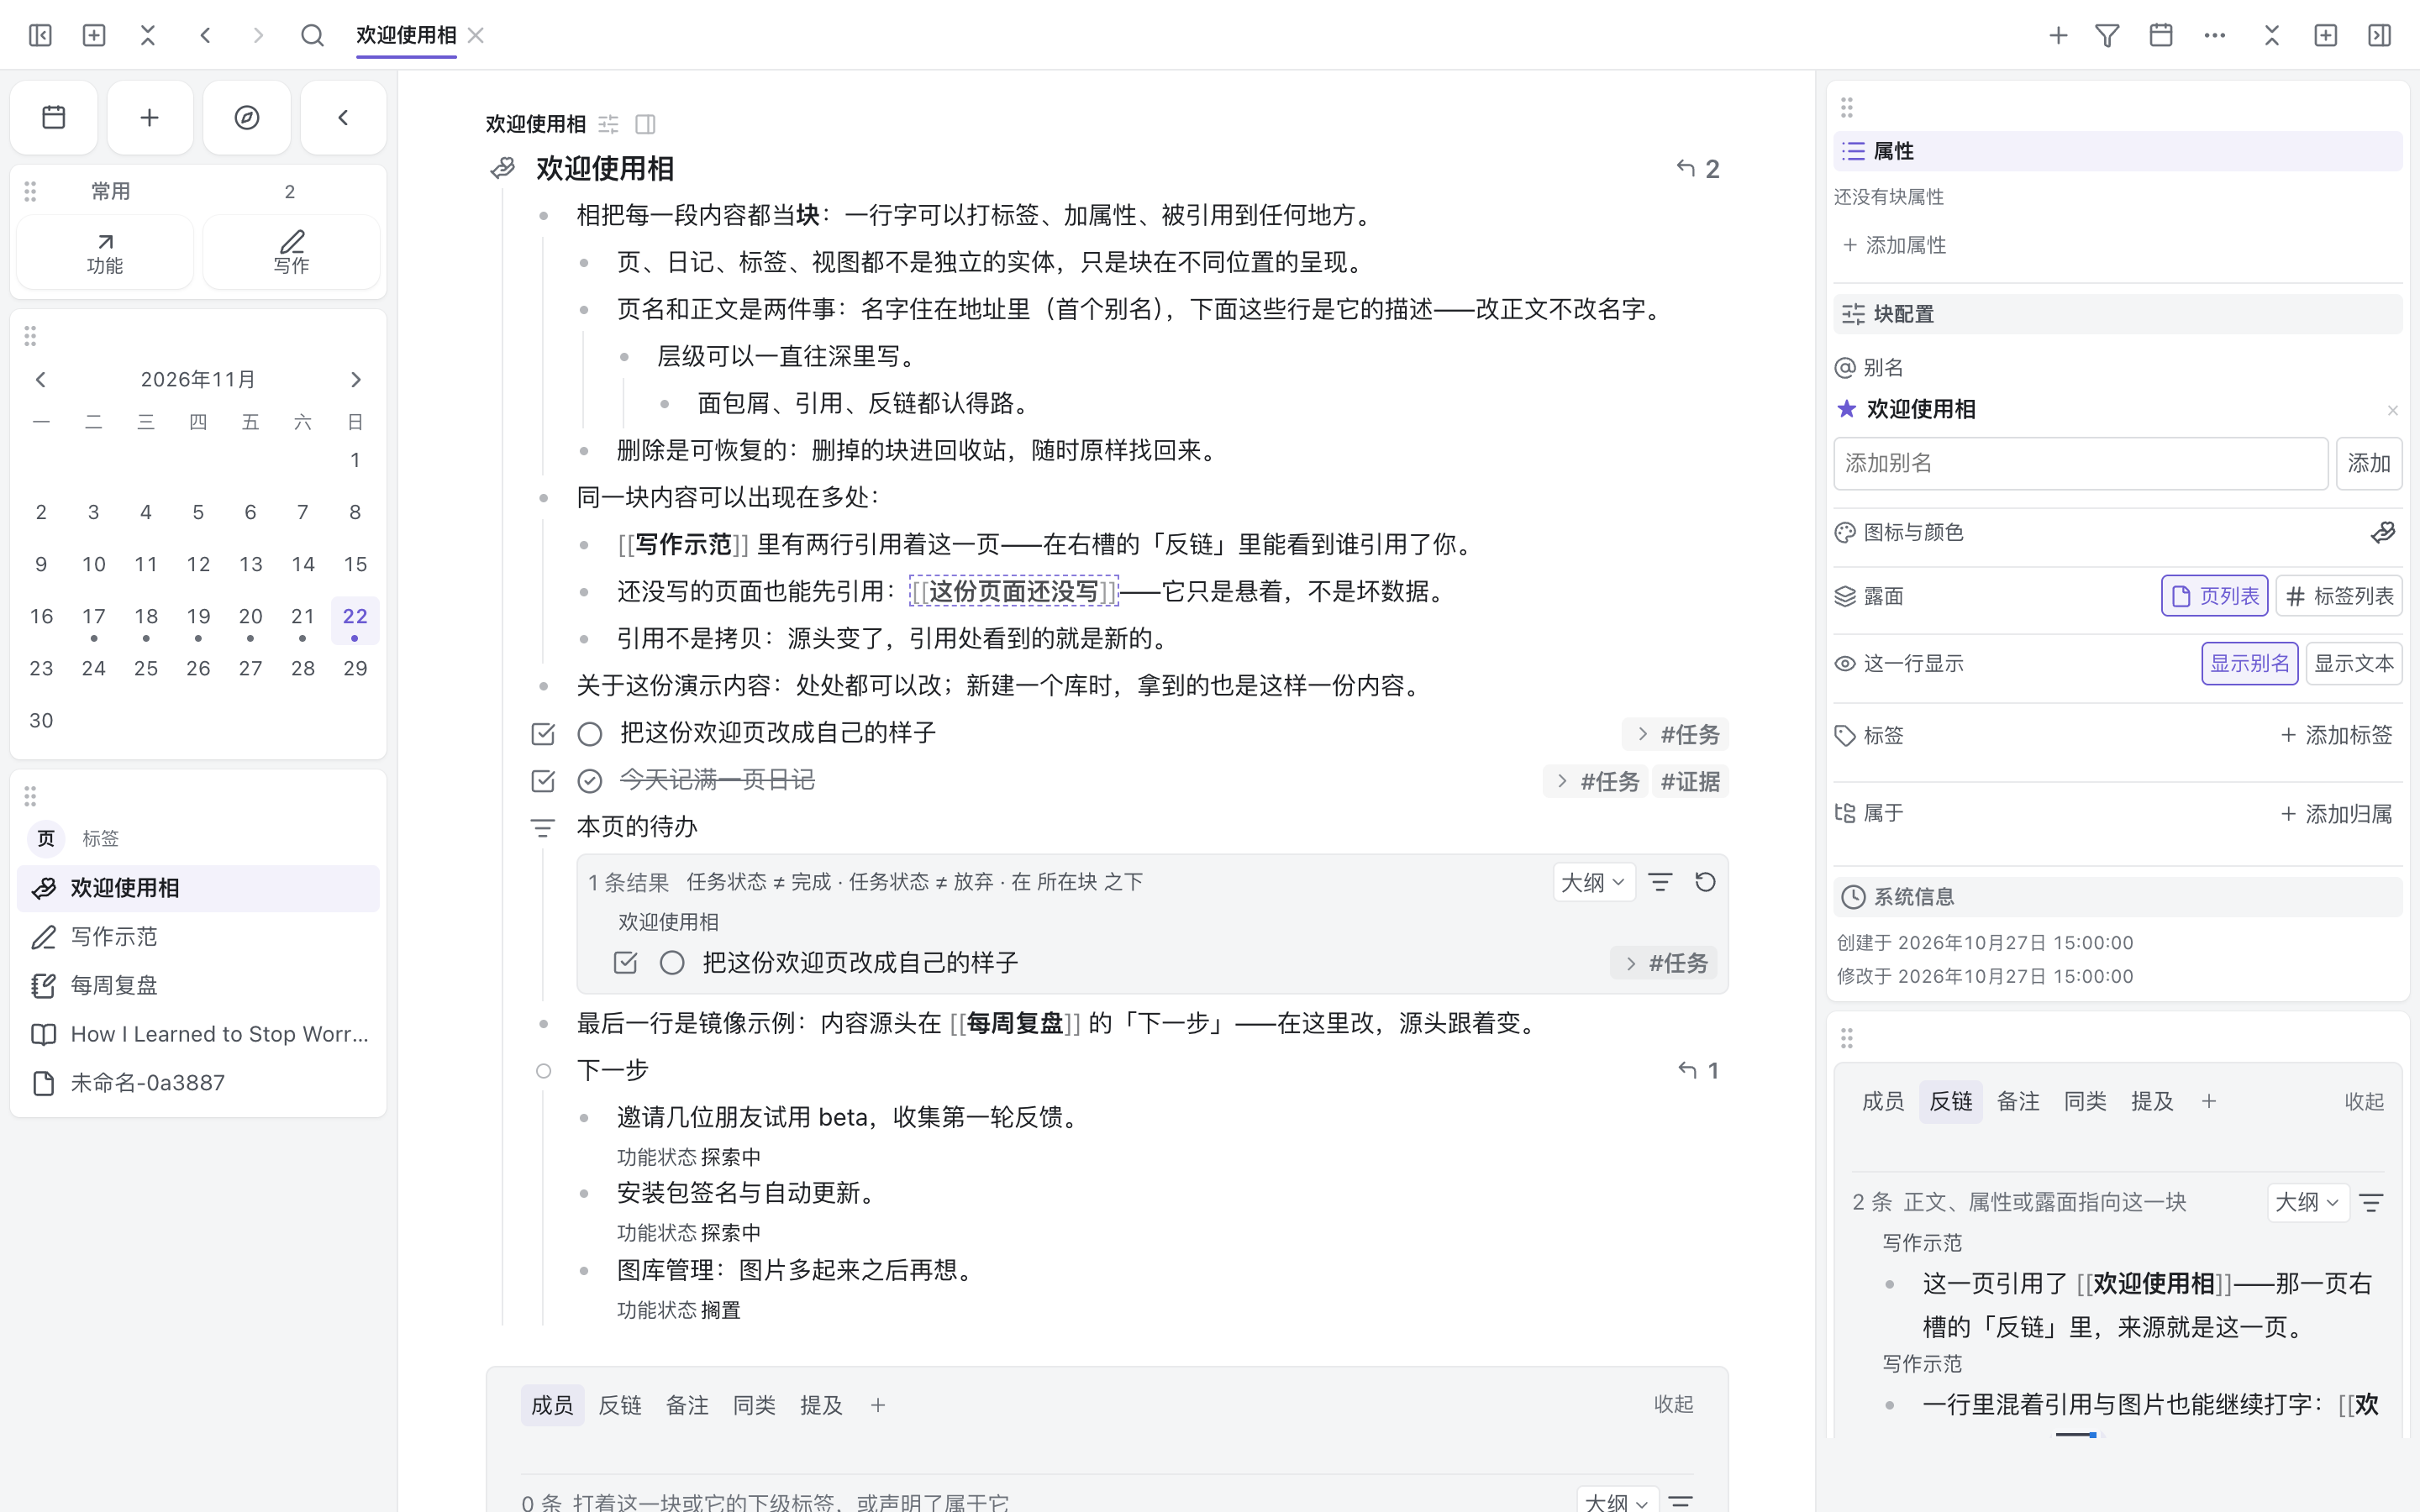 欢迎使用相
常用 2
功能 写作
2026年11月
一 二 三 四 五 六 日
1
2 3 4 5 6 7 8
9 10 11 12 13 14 15
16 17 18 19 20 21 22
23 24 25 26 27 28 29
30
页 标签
欢迎使用相
写作示范
每周复盘
How I Learned to Stop Worr...
未命名-0a3887
欢迎使用相
欢迎使用相 2
相把每一段内容都当块：一行字可以打标签、加属性、被引用到任何地方。
页、日记、标签、视图都不是独立的实体，只是块在不同位置的呈现。
页名和正文是两件事：名字住在地址里（首个别名），下面这些行是它的描述——改正文不改名字。
层级可以一直往深里写。
面包屑、引用、反链都认得路。
删除是可恢复的：删掉的块进回收站，随时原样找回来。
同一块内容可以出现在多处：
[[写作示范]] 里有两行引用着这一页——在右槽的「反链」里能看到谁引用了你。
还没写的页面也能先引用：[[这份页面还没写]]——它只是悬着，不是坏数据。
引用不是拷贝：源头变了，引用处看到的就是新的。
关于这份演示内容：处处都可以改；新建一个库时，拿到的也是这样一份内容。
把这份欢迎页改成自己的样子 #任务
今天记满一页日记 #任务 #证据
本页的待办
1 条结果 任务状态 ≠ 完成 · 任务状态 ≠ 放弃 · 在 所在块 之下 大纲
欢迎使用相
把这份欢迎页改成自己的样子 #任务
最后一行是镜像示例：内容源头在 [[每周复盘]] 的「下一步」——在这里改，源头跟着变。
下一步 1
邀请几位朋友试用 beta，收集第一轮反馈。
功能状态 探索中
安装包签名与自动更新。
功能状态 探索中
图库管理：图片多起来之后再想。
功能状态 搁置
成员 反链 备注 同类 提及 收起
0 条 打着这一块或它的下级标签，或声明了属于它 大纲
属性
还没有块属性
添加属性
块配置
别名
欢迎使用相
添加别名 添加
图标与颜色
露面 页列表 标签列表
这一行显示 显示别名 显示文本
标签 添加标签
属于 添加归属
系统信息
创建于 2026年10月27日 15:00:00
修改于 2026年10月27日 15:00:00
成员 反链 备注 同类 提及 收起
2 条 正文、属性或露面指向这一块 大纲
写作示范
这一页引用了 [[欢迎使用相]]——那一页右
槽的「反链」里，来源就是这一页。
写作示范
一行里混着引用与图片也能继续打字：[[欢